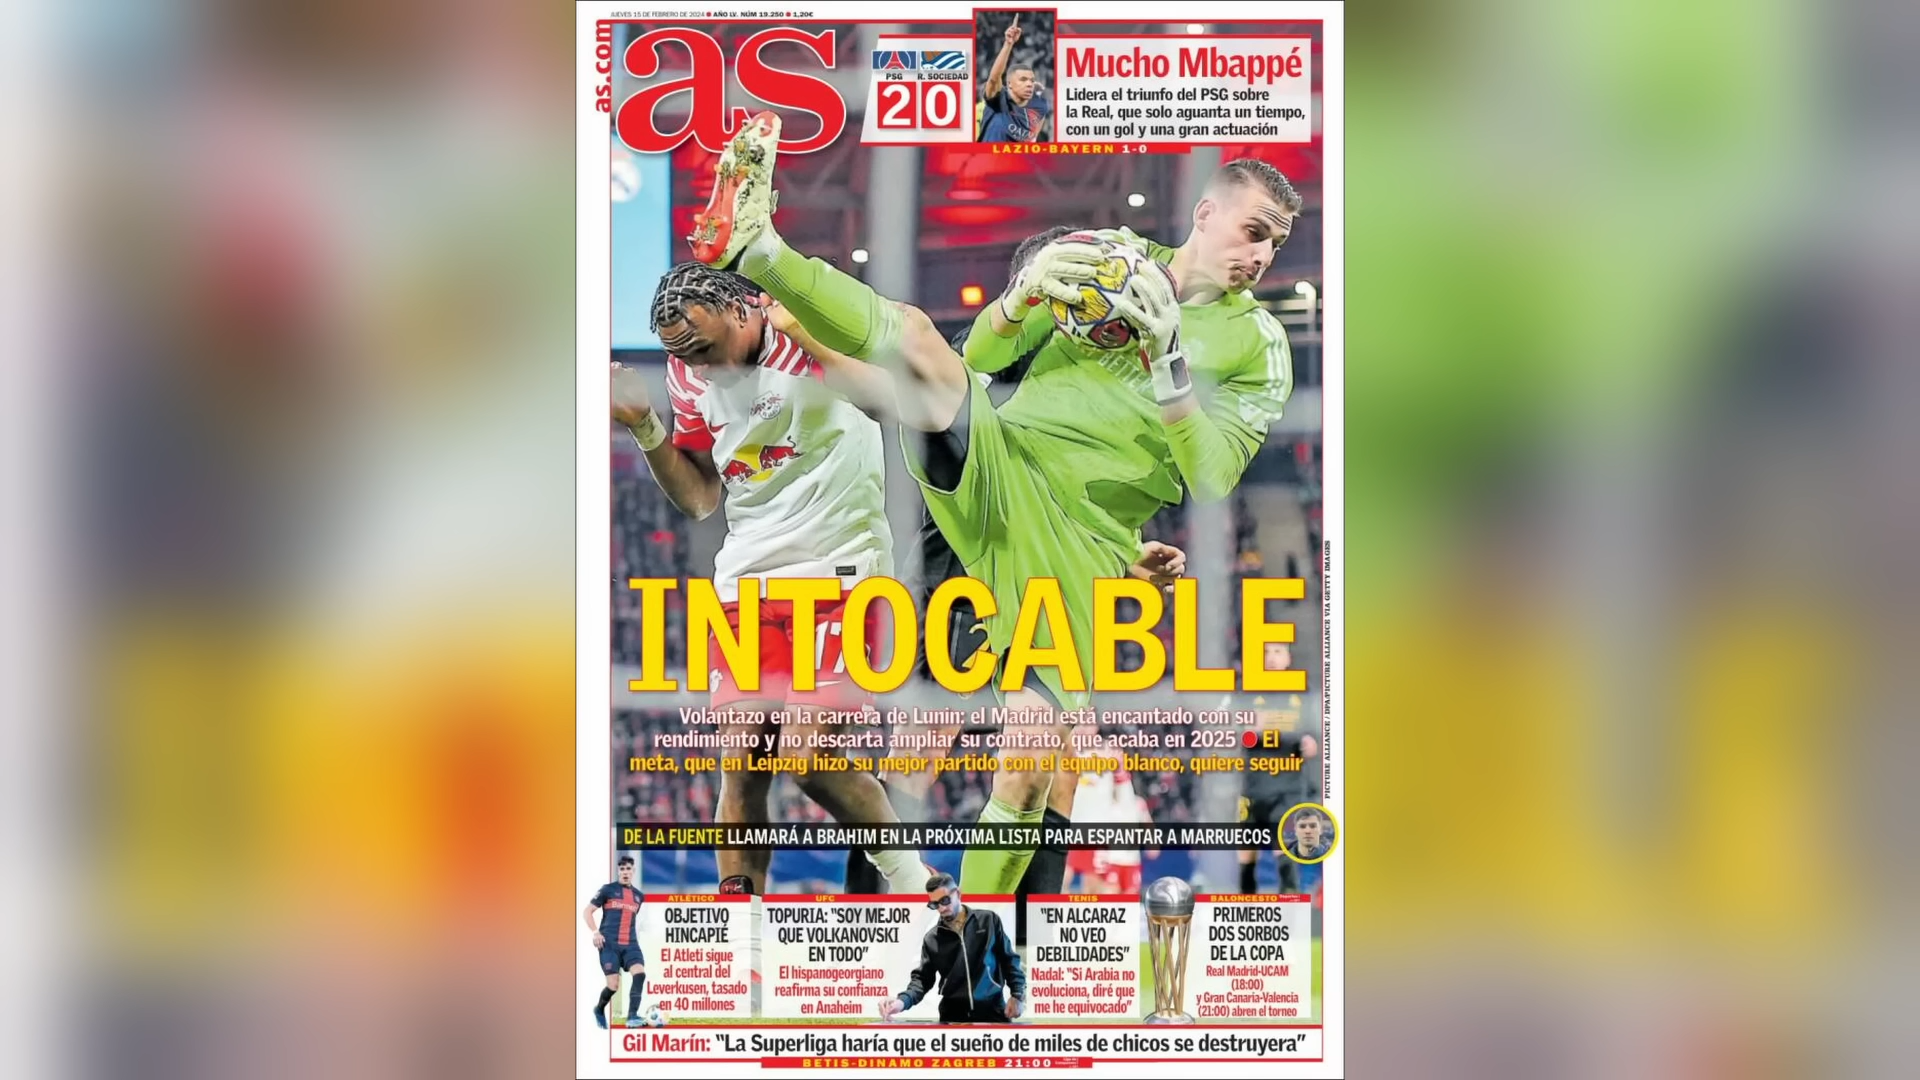 JUEVES 15 DE FEBRERO DE 2024 ● AÑO LV. NÚM 19.250 ● 1,20€
as.com
as
PSG R. SOCIEDAD
2 0
Mucho Mbappé
Lidera el triunfo del PSG sobre
la Real, que solo aguanta un tiempo,
con un gol y una gran actuación
LAZIO-BAYERN 1-0
INTOCABLE
Volantazo en la carrera de Lunin: el Madrid está encantado con su
rendimiento y no descarta ampliar su contrato, que acaba en 2025 ● El
meta, que en Leipzig hizo su mejor partido con el equipo blanco, quiere seguir
PICTURE ALLIANCE / DPA/PICTURE ALLIANCE VIA GETTY IMAGES
DE LA FUENTE LLAMARÁ A BRAHIM EN LA PRÓXIMA LISTA PARA ESPANTAR A MARRUECOS
ATLÉTICO
OBJETIVO
HINCAPIÉ
El Atleti sigue
al central del
Leverkusen, tasado
en 40 millones
UFC
TOPURIA: “SOY MEJOR
QUE VOLKANOVSKI
EN TODO”
El hispanogeorgiano
reafirma su confianza
en Anaheim
TENIS
“EN ALCARAZ
NO VEO
DEBILIDADES”
Nadal: “Si Arabia no
evoluciona, diré que
me he equivocado”
BALONCESTO
PRIMEROS
DOS SORBOS
DE LA COPA
Real Madrid-UCAM
(18:00)
y Gran Canaria-Valencia
(21:00) abren el torneo
Gil Marín: “La Superliga haría que el sueño de miles de chicos se destruyera”
BETIS-DINAMO ZAGREB 21:00
17